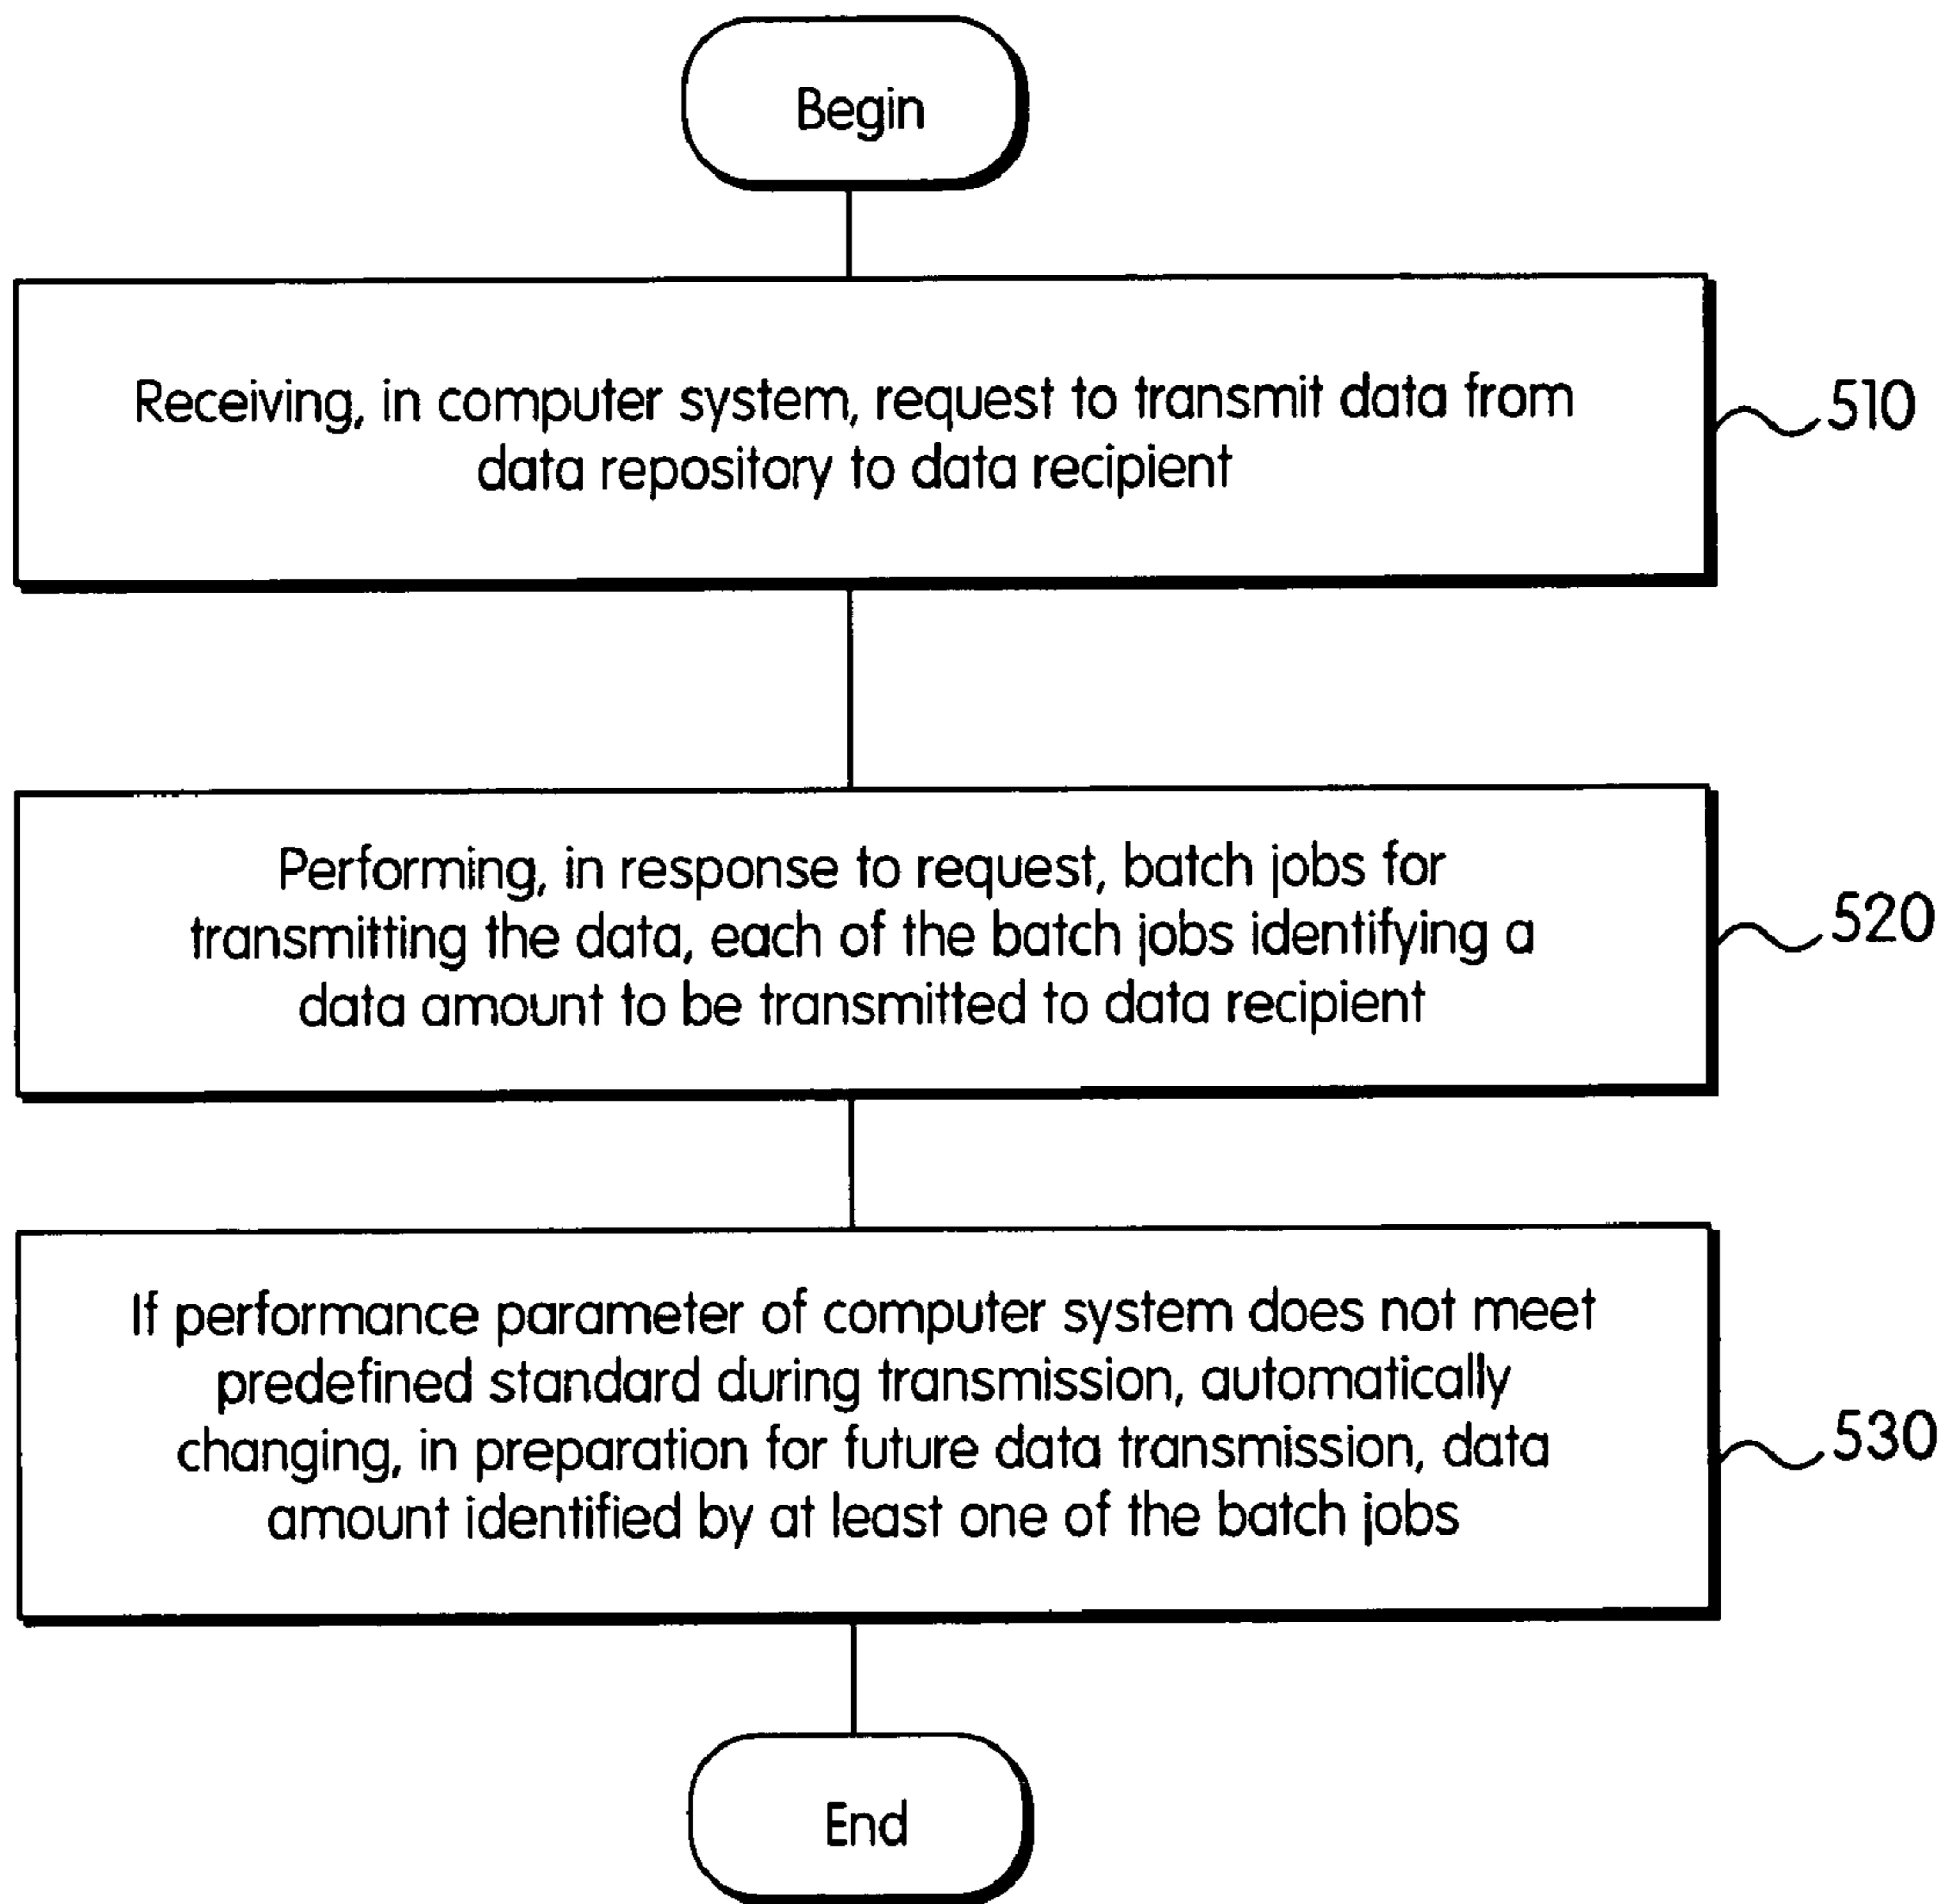 Begin
Receiving, in computer system, request to transmit data from
data repository to data recipient
510
Performing, in response to request, batch jobs for
transmitting the data, each of the batch jobs identifying a
data amount to be transmitted to data recipient
520
If performance parameter of computer system does not meet
predefined standard during transmission, automatically
changing, in preparation for future data transmission, data
amount identified by at least one of the batch jobs
530
End